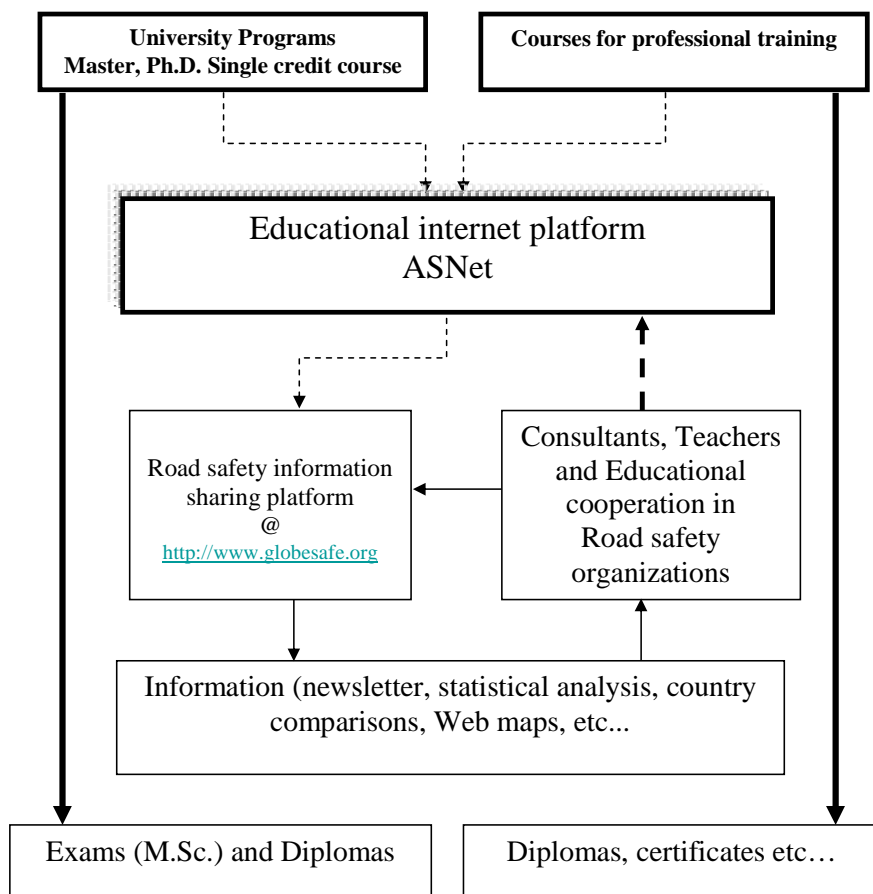 University Programs
Master, Ph.D. Single credit course
Courses for professional training
Educational internet platform
ASNet
Road safety information
sharing platform
@
http://www.globesafe.org
Consultants, Teachers
and Educational
cooperation in
Road safety
organizations
Information (newsletter, statistical analysis, country
comparisons, Web maps, etc...
Exams (M.Sc.) and Diplomas
Diplomas, certificates etc…